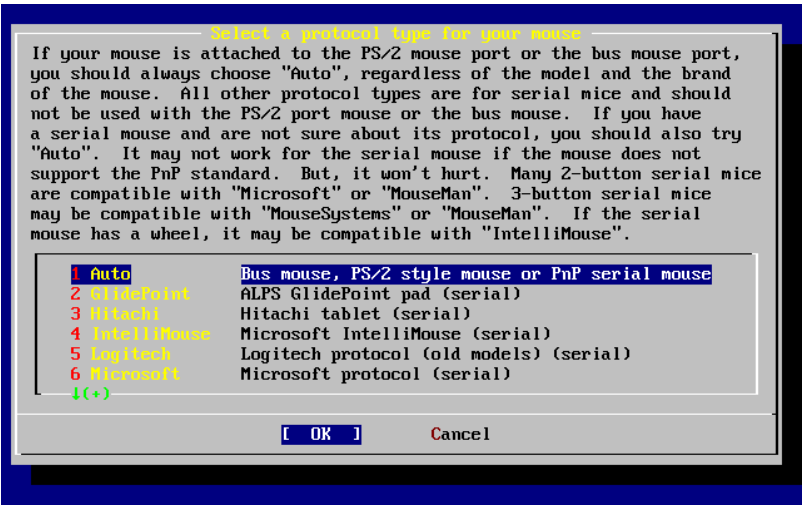 Select a protocol type for your mouse
If your mouse is attached to the PS/2 mouse port or the bus mouse port,
you should always choose "Auto", regardless of the model and the brand
of the mouse.  All other protocol types are for serial mice and should
not be used with the PS/2 port mouse or the bus mouse.  If you have
a serial mouse and are not sure about its protocol, you should also try
"Auto".  It may not work for the serial mouse if the mouse does not
support the PnP standard.  But, it won't hurt.  Many 2-button serial mice
are compatible with "Microsoft" or "MouseMan".  3-button serial mice
may be compatible with "MouseSystems" or "MouseMan".  If the serial
mouse has a wheel, it may be compatible with "IntelliMouse".
1 Auto Bus mouse, PS/2 style mouse or PnP serial mouse
2 GlidePoint ALPS GlidePoint pad (serial)
3 Hitachi Hitachi tablet (serial)
4 IntelliMouse Microsoft IntelliMouse (serial)
5 Logitech Logitech protocol (old models) (serial)
6 Microsoft Microsoft protocol (serial)
↓(+)
[ OK ] Cancel